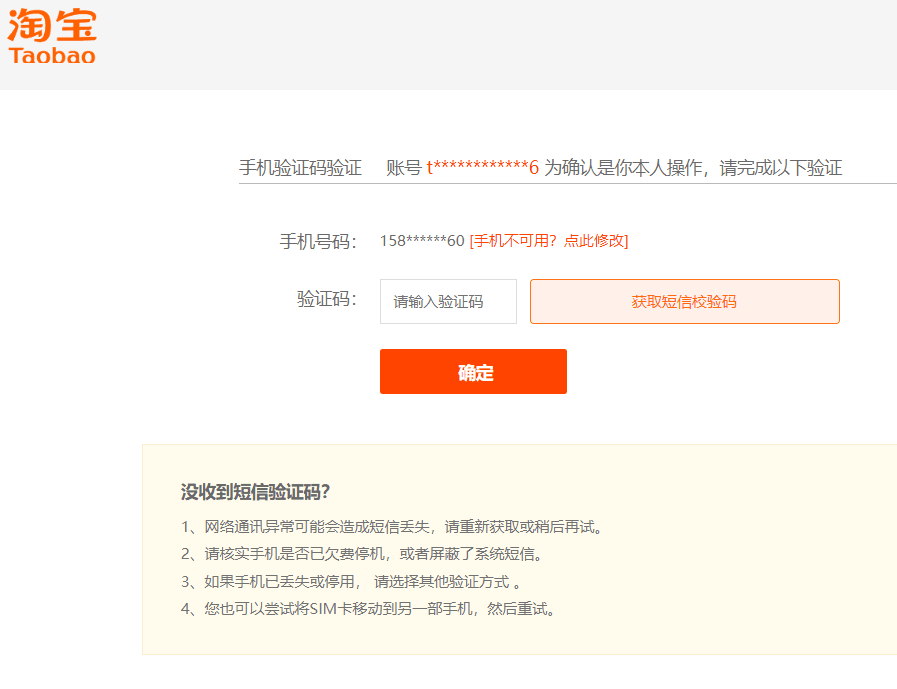 淘宝
Taobao
手机验证码验证 账号 t************6 为确认是你本人操作，请完成以下验证
手机号码： 158******60 [手机不可用？点此修改]
验证码： 请输入验证码 获取短信校验码
确定
没收到短信验证码？
1、网络通讯异常可能会造成短信丢失，请重新获取或稍后再试。
2、请核实手机是否已欠费停机，或者屏蔽了系统短信。
3、如果手机已丢失或停用， 请选择其他验证方式 。
4、您也可以尝试将SIM卡移动到另一部手机，然后重试。